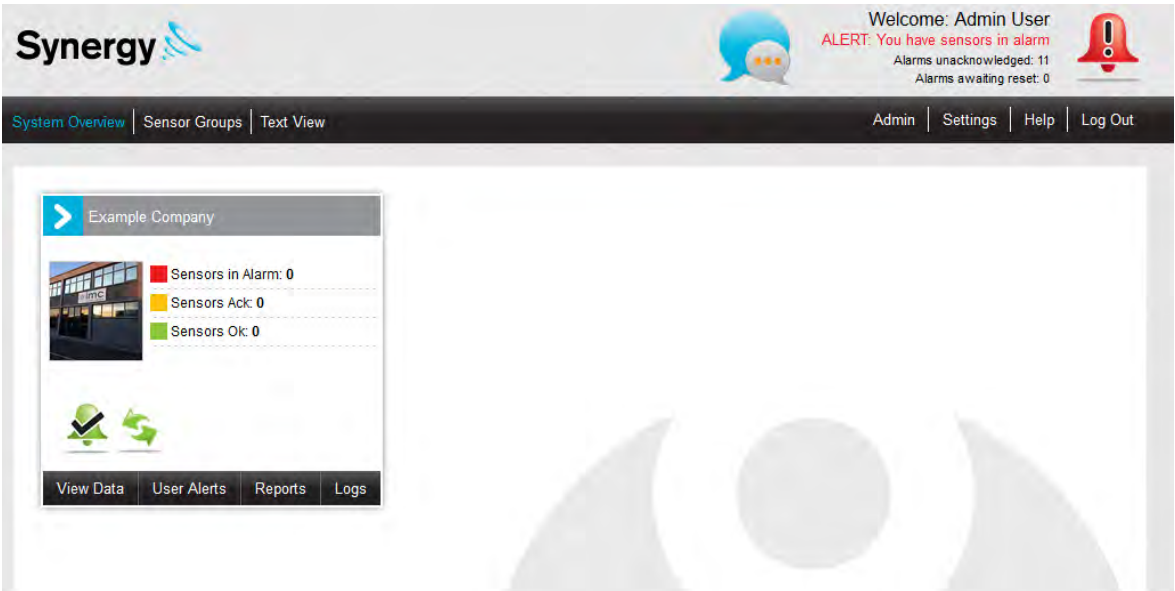 Synergy
Welcome: Admin User
ALERT: You have sensors in alarm
Alarms unacknowledged: 11
Alarms awaiting reset: 0
System Overview Sensor Groups Text View
Admin Settings Help Log Out
Example Company
imc
Sensors in Alarm: 0
Sensors Ack: 0
Sensors Ok: 0
View Data User Alerts Reports Logs